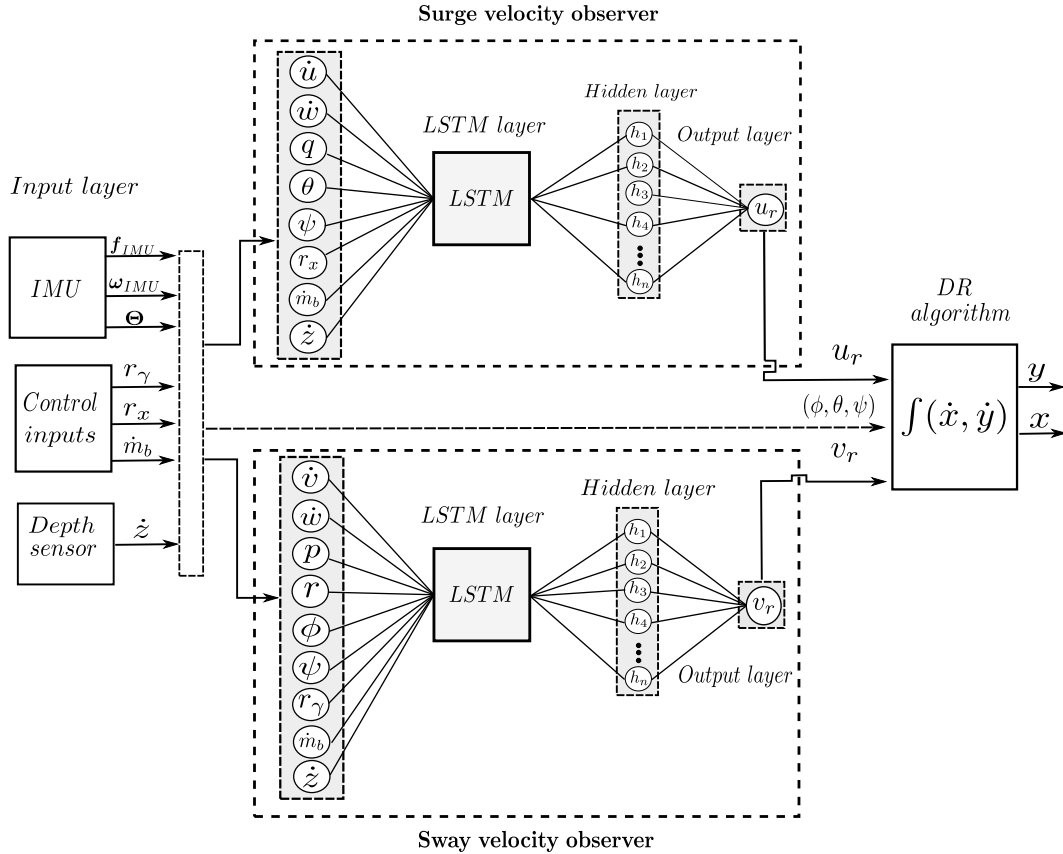 Surge velocity observer
Input layer
IMU
f_IMU
ω_IMU
Θ
Control
inputs
r_γ
r_x
ṁ_b
Depth
sensor
ż
u̇
ẇ
q
θ
ψ
r_x
ṁ_b
ż
LSTM layer
LSTM
Hidden layer
h_1
h_2
h_3
h_4
h_n
Output layer
u_r
u_r
(ϕ, θ, ψ)
v_r
DR
algorithm
∫(ẋ, ẏ)
y
x
v̇
ẇ
p
r
ϕ
ψ
r_γ
ṁ_b
ż
LSTM layer
LSTM
Hidden layer
h_1
h_2
h_3
h_4
h_n
v_r
Output layer
Sway velocity observer